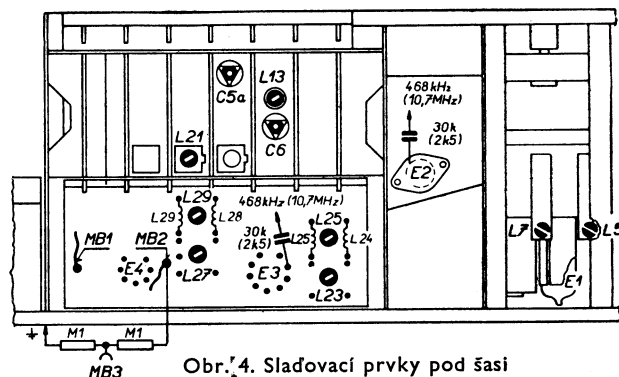 C5a
L13
C6
L21
468kHz
(10,7MHz)
30k
(2k5)
E2
L29
L29
L28
468kHz (10,7MHz)
30k
(2k5)
L25
L25
L24
MB1
E4
MB2
L27
E3
L23
L7
L5
E1
M1
M1
MB3
Obr. 4. Slaďovací prvky pod šasi